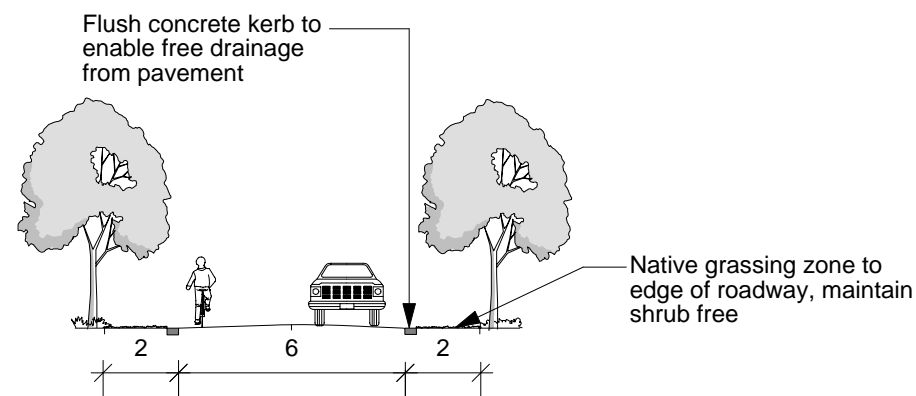 Flush concrete kerb to
enable free drainage
from pavement
Native grassing zone to
edge of roadway, maintain
shrub free
2
6
2